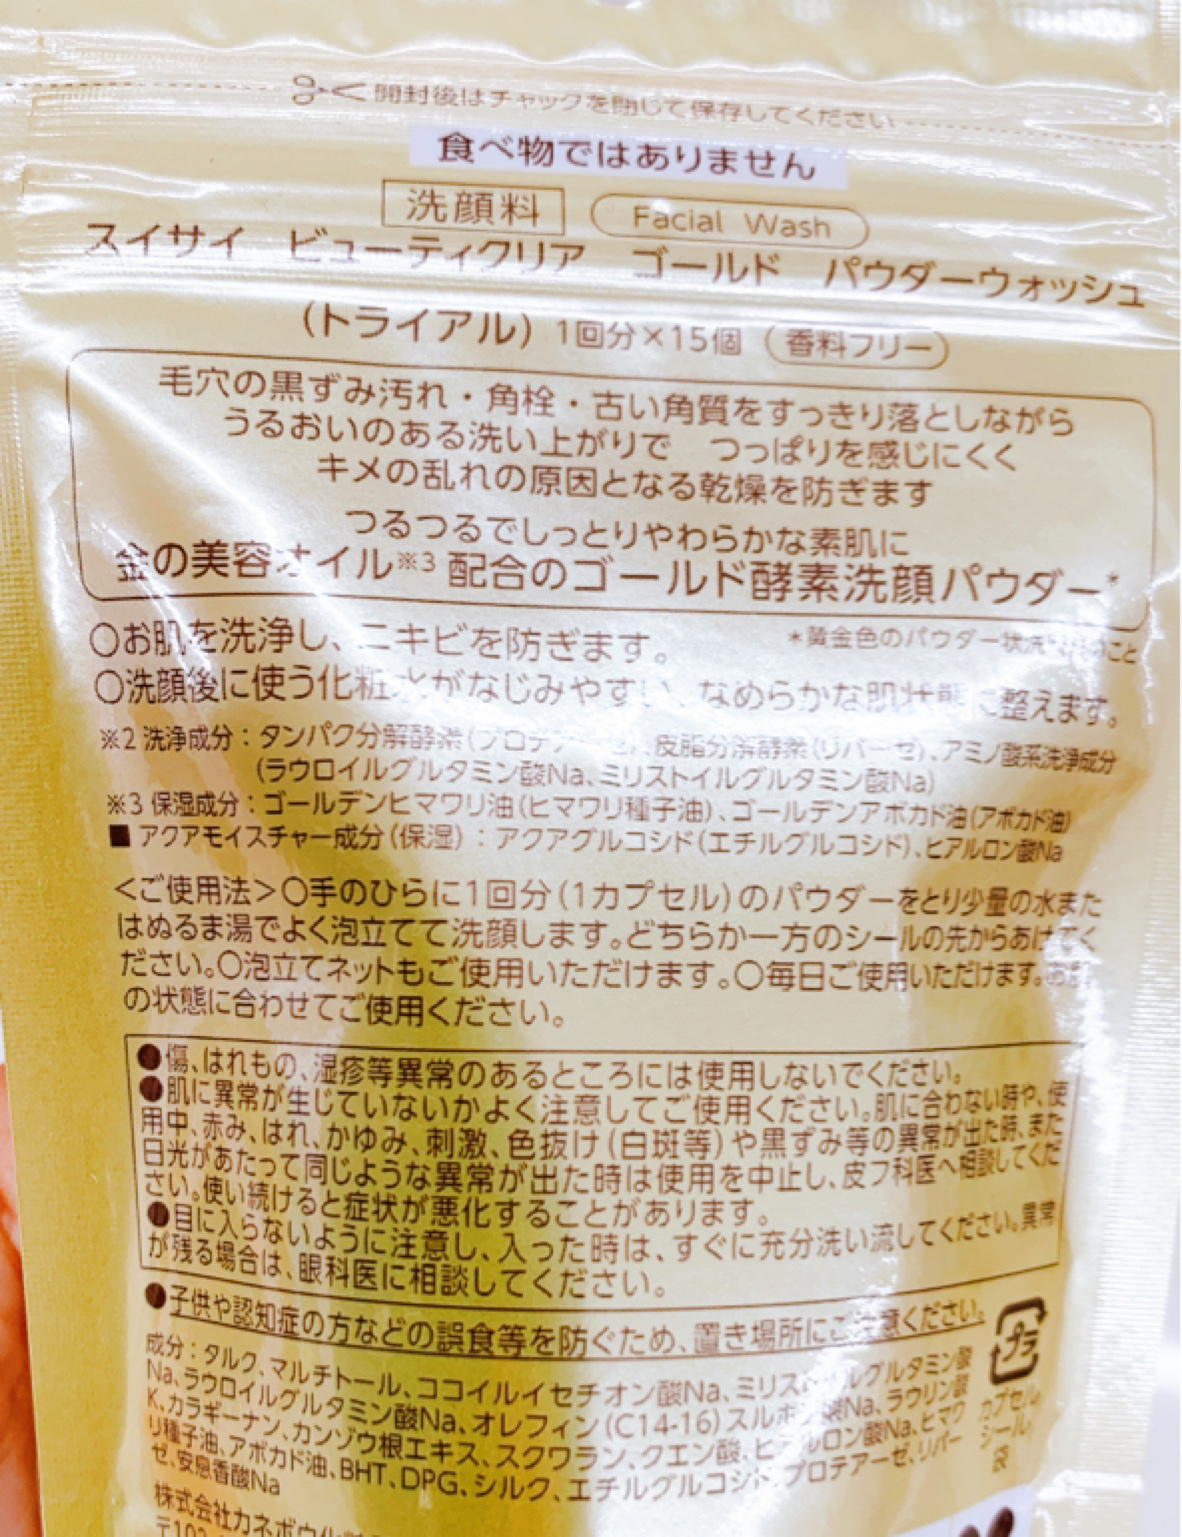 開封後はチャックを閉じて保存してください
食べ物ではありません
洗顔料 Facial Wash
スイサイ ビューティクリア ゴールド パウダーウォッシュ
(トライアル) 1回分×15個 香料フリー
毛穴の黒ずみ汚れ・角栓・古い角質をすっきり落としながら
うるおいのある洗い上がりで つっぱりを感じにくく
キメの乱れの原因となる乾燥を防ぎます
つるつるでしっとりやわらかな素肌に
金の美容オイル※3 配合のゴールド酵素洗顔パウダー*
*黄金色のパウダー状洗 こと
○お肌を洗浄し、ニキビを防ぎます。
○洗顔後に使う化粧水がなじみやすい、なめらかな肌状態に整えます。
※2 洗浄成分:タンパク分解酵素(プロテアーゼ)、皮脂分解酵素(リパーゼ)、アミノ酸系洗浄成分
(ラウロイルグルタミン酸Na、ミリストイルグルタミン酸Na)
※3 保湿成分:ゴールデンヒマワリ油(ヒマワリ種子油)、ゴールデンアボカド油(アボカド油)
■ アクアモイスチャー成分(保湿):アクアグルコシド(エチルグルコシド)、ヒアルロン酸Na
<ご使用法>○手のひらに1回分(1カプセル)のパウダーをとり少量の水また
はぬるま湯でよく泡立てて洗顔します。どちらか一方のシールの先からあけてく
ださい。○泡立てネットもご使用いただけます。○毎日ご使用いただけます。お肌
の状態に合わせてご使用ください。
●傷、はれもの、湿疹等異常のあるところには使用しないでください。
●肌に異常が生じていないかよく注意してご使用ください。肌に合わない時や、使
用中、赤み、はれ、かゆみ、刺激、色抜け(白斑等)や黒ずみ等の異常が出た時、また
日光があたって同じような異常が出た時は使用を中止し、皮フ科医へ相談してくだ
さい。使い続けると症状が悪化することがあります。
●目に入らないように注意し、入った時は、すぐに充分洗い流してください。異常
が残る場合は、眼科医に相談してください。
●子供や認知症の方などの誤食等を防ぐため、置き場所にご注意ください。
成分:タルク、マルチトール、ココイルイセチオン酸Na、ミリストイルグルタミン酸
Na、ラウロイルグルタミン酸Na、オレフィン(C14-16)スルホン酸Na、ラウリン酸
K、カラギーナン、カンゾウ根エキス、スクワラン、クエン酸、ヒアルロン酸Na、ヒマワ
リ種子油、アボカド油、BHT、DPG、シルク、エチルグルコシド、プロテアーゼ、リパー
ゼ、安息香酸Na
プラ
カプセル
シール
袋
株式会社カネボウ化
〒103